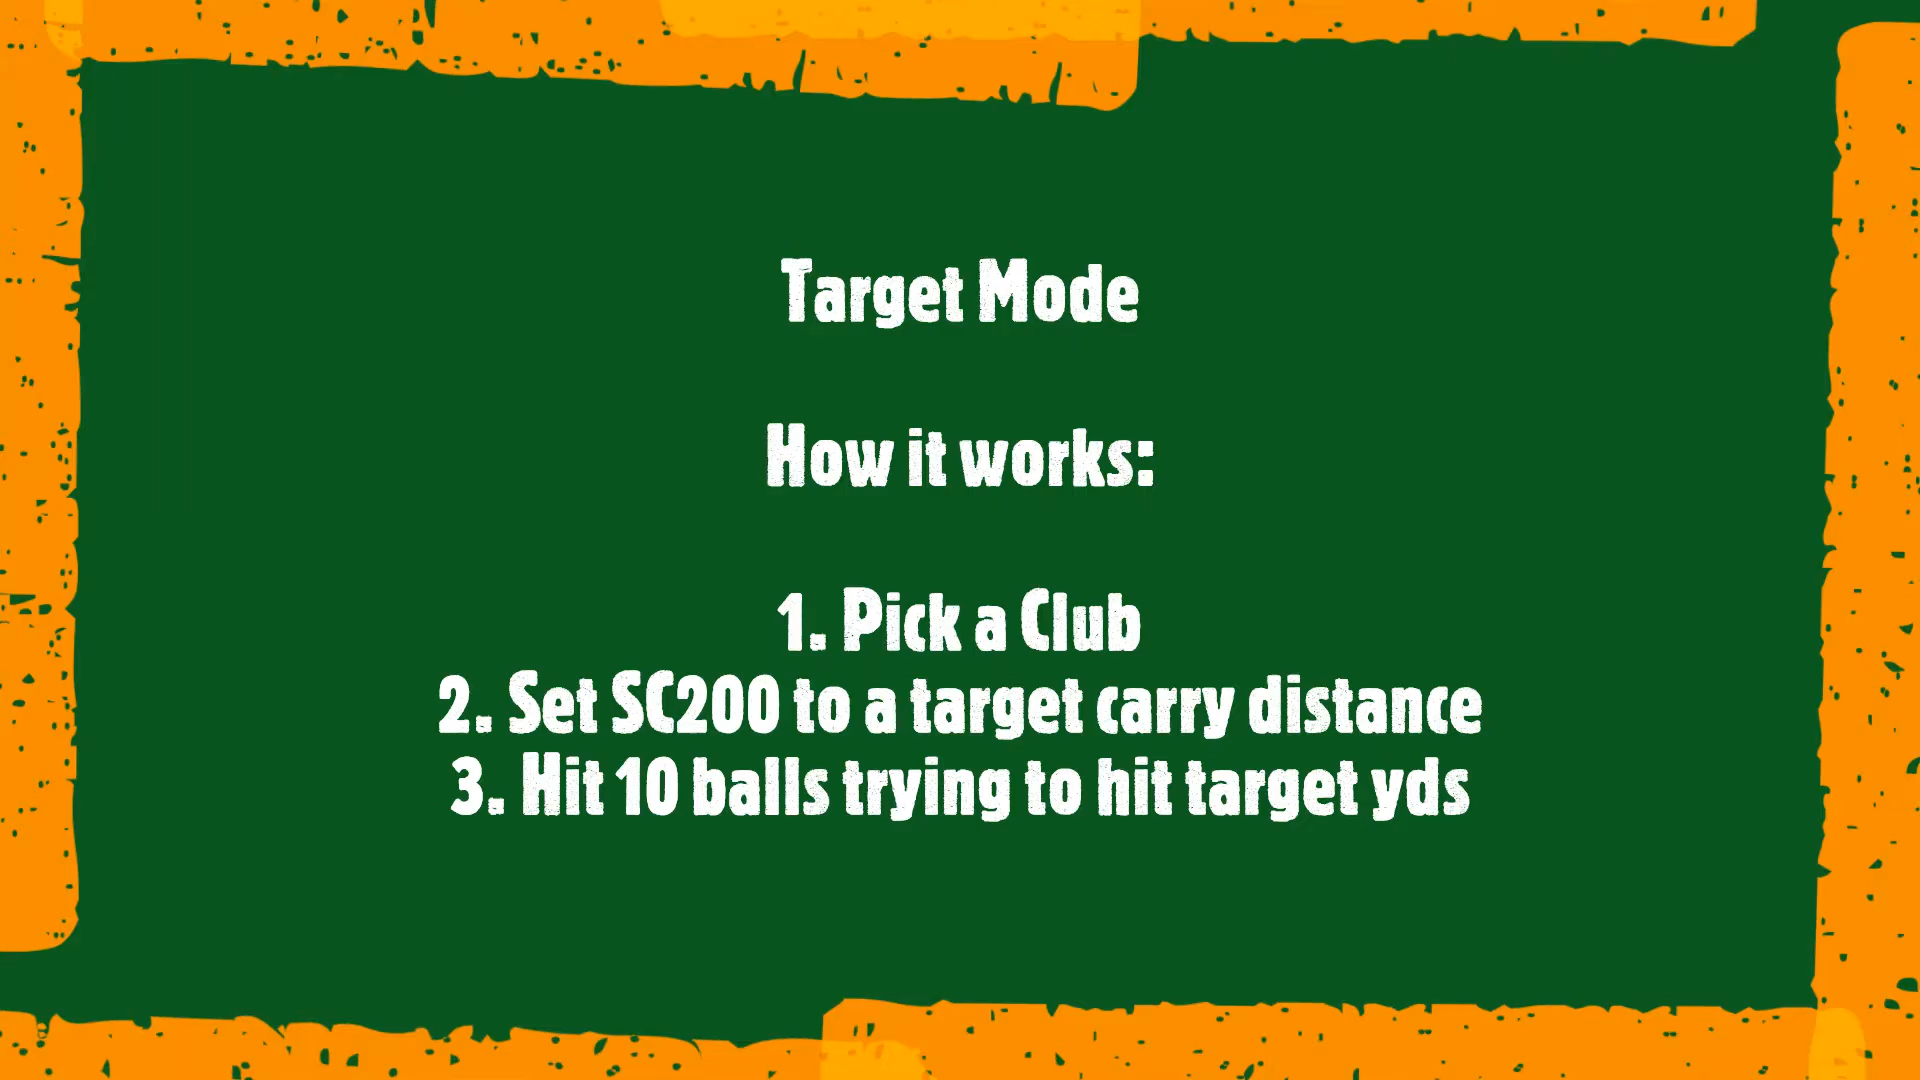 Target Mode
How it works:
1. Pick a Club
2. Set SC200 to a target carry distance
3. Hit 10 balls trying to hit target yds